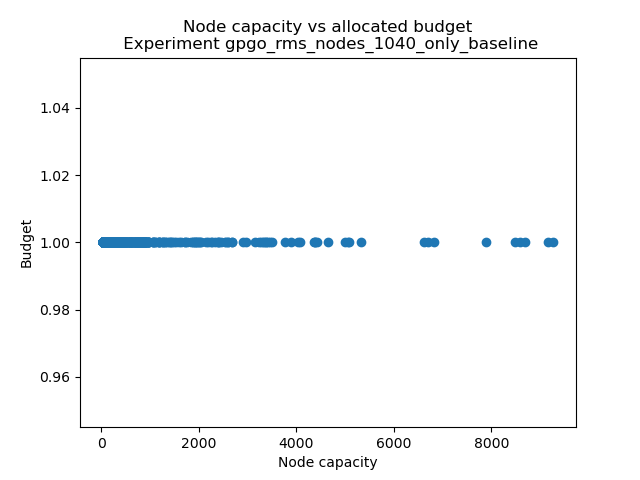 Node capacity vs allocated budget
Experiment gpgo_rms_nodes_1040_only_baseline
Budget
1.04
1.02
1.00
0.98
0.96
0
2000
4000
6000
8000
Node capacity